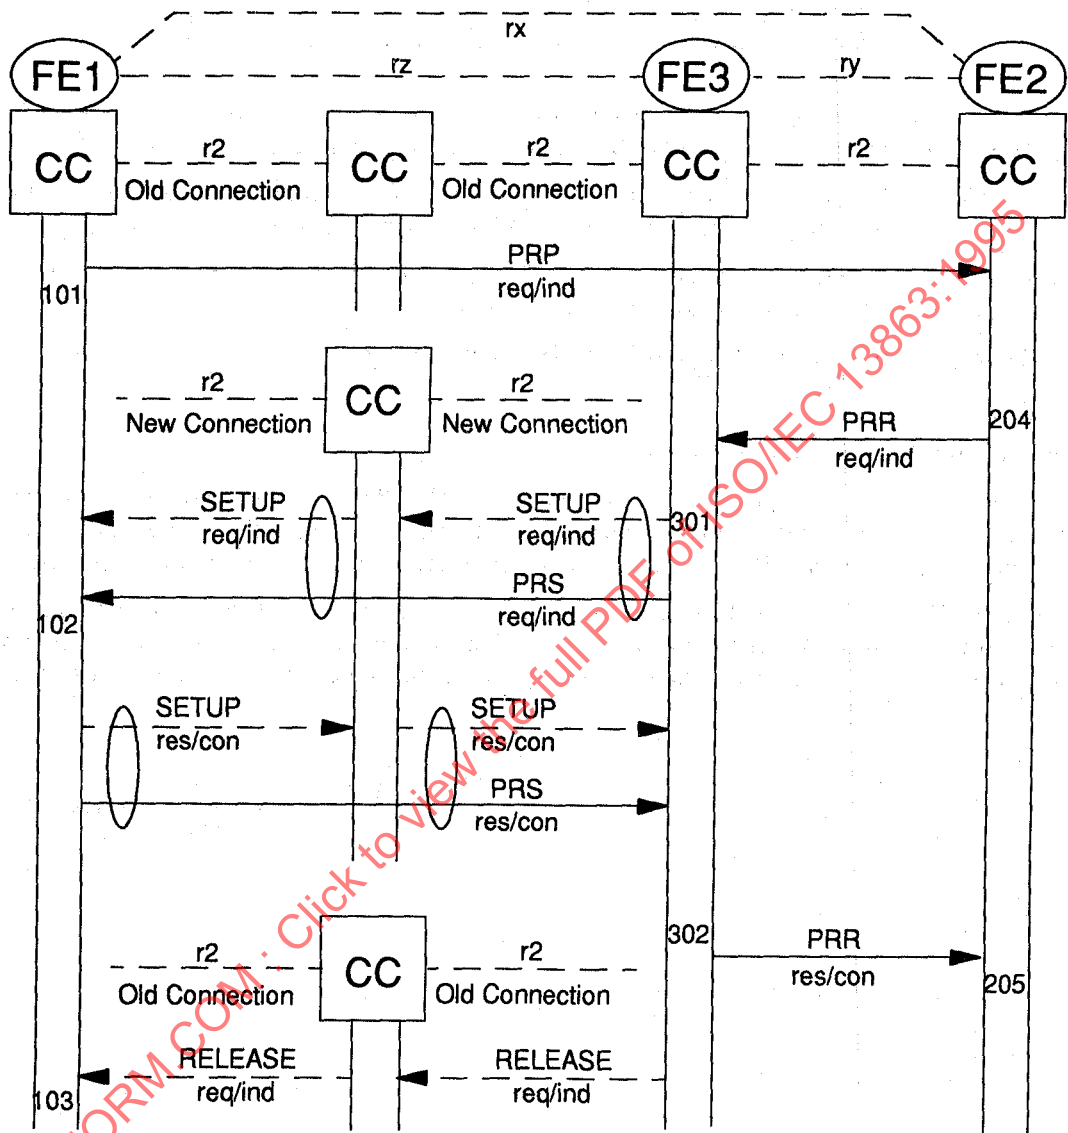 rx
FE1
rz
FE3
ry
FE2
CC
r2
CC
r2
CC
r2
CC
Old Connection
Old Connection
PRP
req/ind
101
r2
CC
r2
New Connection
New Connection
PRR
req/ind
204
SETUP
req/ind
SETUP
req/ind
301
PRS
req/ind
102
SETUP
res/con
SETUP
res/con
PRS
res/con
302
PRR
res/con
205
r2
CC
r2
Old Connection
Old Connection
RELEASE
req/ind
RELEASE
req/ind
103
ORM.COM : Click to view the full PDF of ISO/IEC 13863:1995